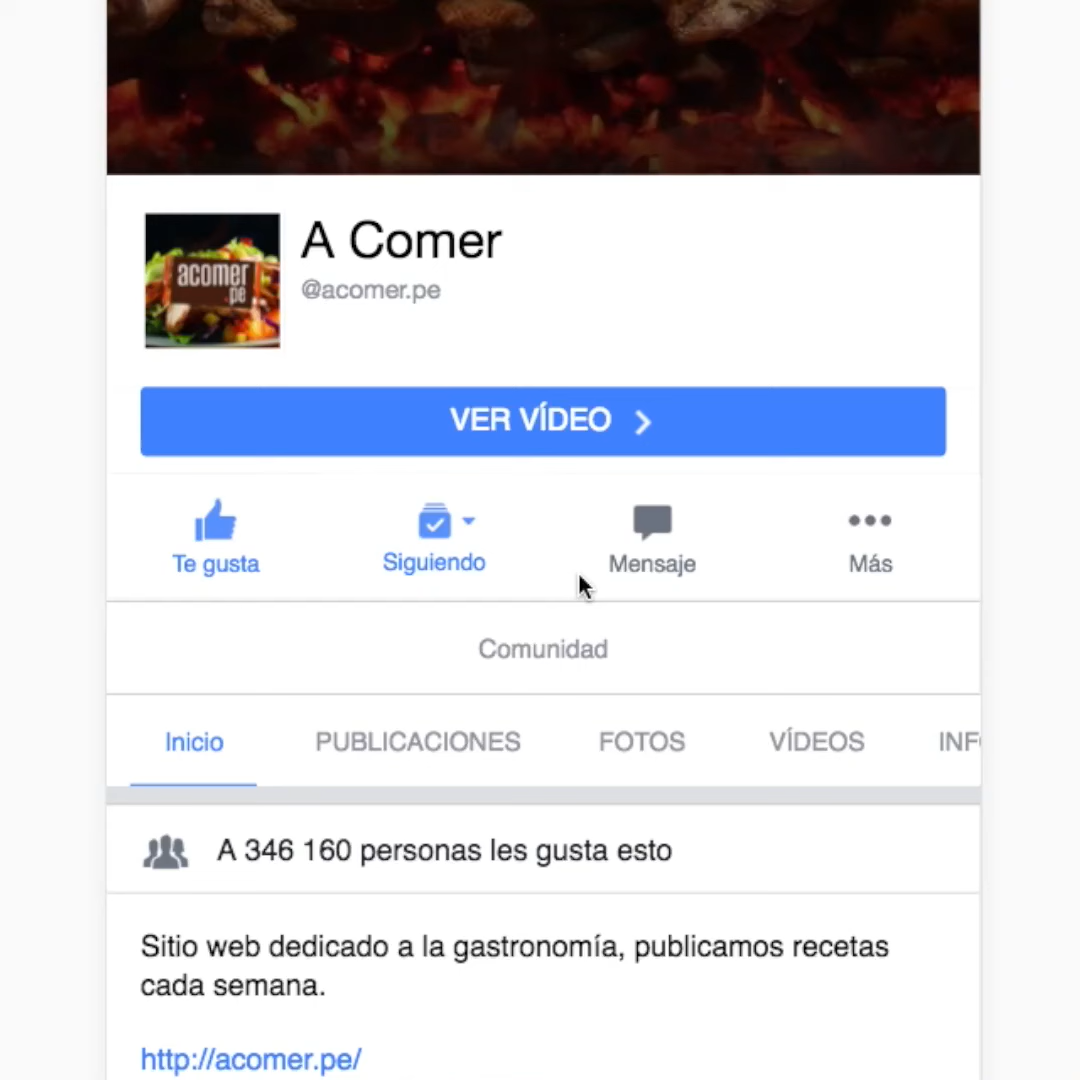 acomer
.pe
A Comer
@acomer.pe
VER VÍDEO
Te gusta
Siguiendo
Mensaje
Más
Comunidad
Inicio PUBLICACIONES FOTOS VÍDEOS INF
A 346 160 personas les gusta esto
Sitio web dedicado a la gastronomía, publicamos recetas
cada semana.
http://acomer.pe/